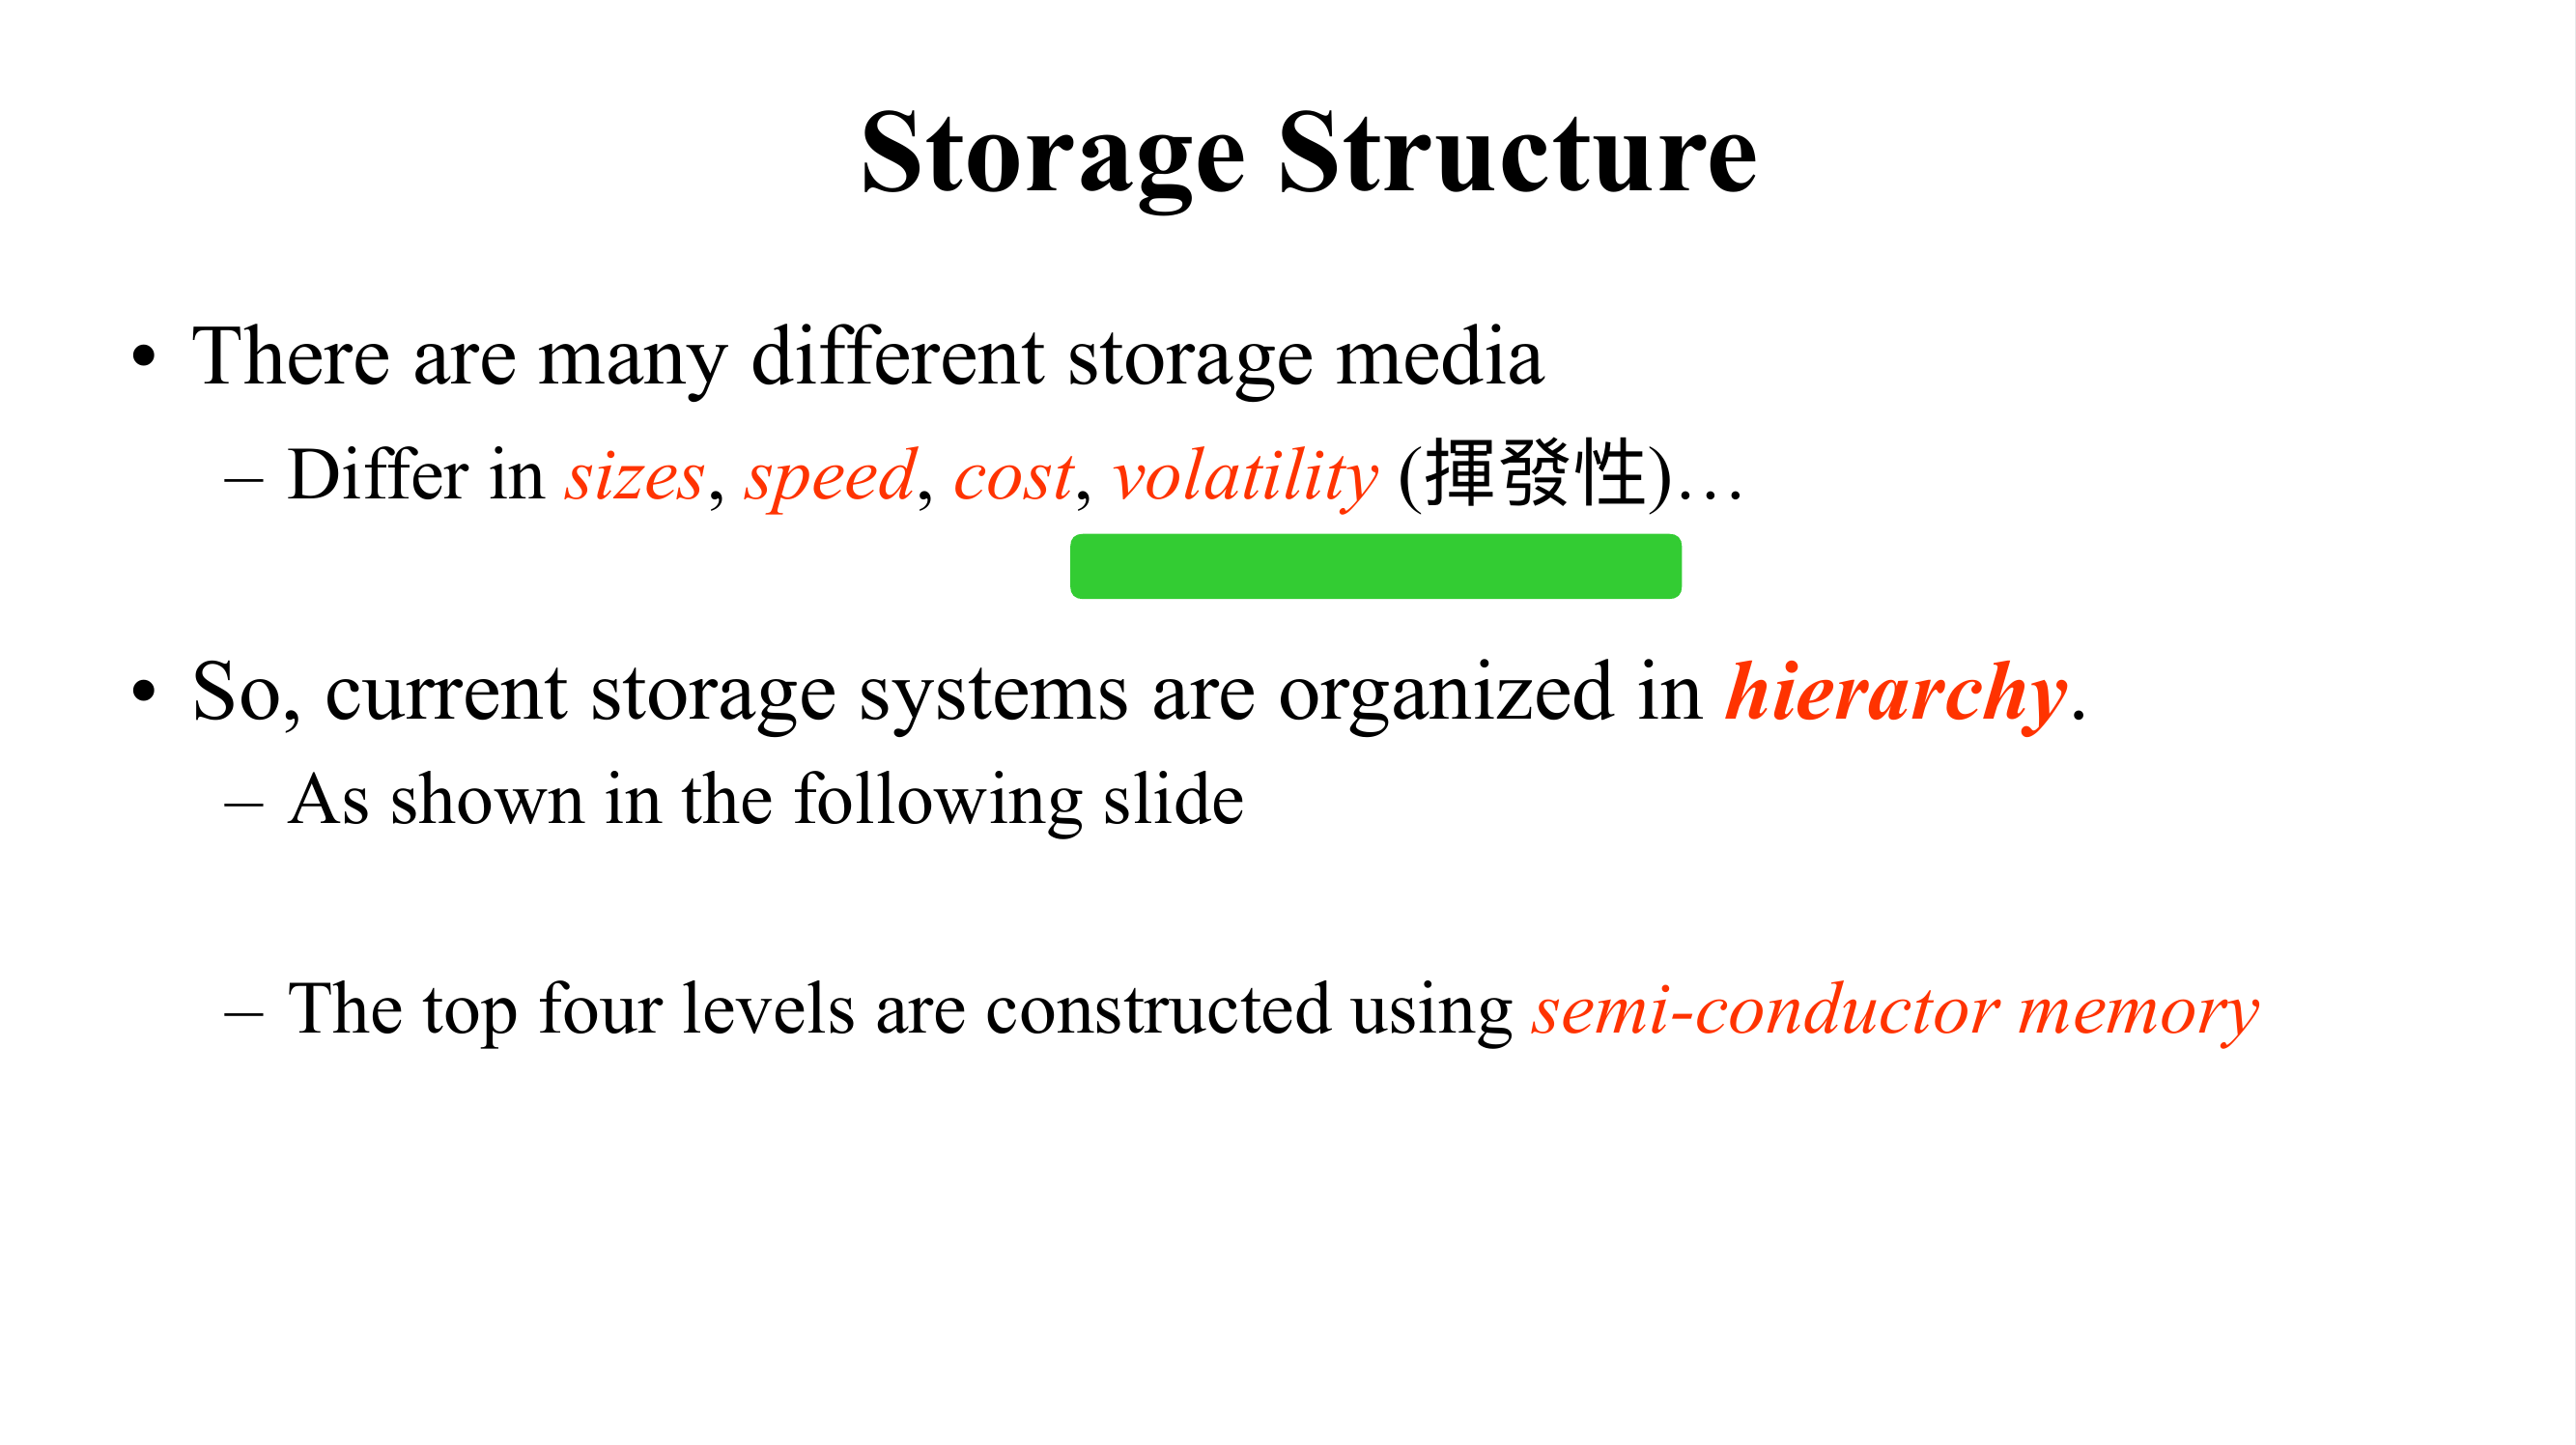 Storage Structure
• There are many different storage media
– Differ in sizes, speed, cost, volatility (揮發性)…
• So, current storage systems are organized in hierarchy.
– As shown in the following slide
– The top four levels are constructed using semi-conductor memory